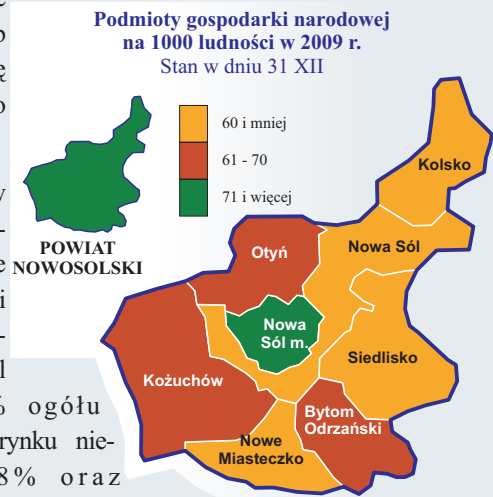 Podmioty gospodarki narodowej
na 1000 ludności w 2009 r.
Stan w dniu 31 XII
60 i mniej
61 - 70
71 i więcej
POWIAT
NOWOSOLSKI
Kolsko
Nowa Sól
Otyń
Nowa
Sól m.
Siedlisko
Kożuchów
Bytom
Odrzański
Nowe
Miasteczko
% ogółu
rynku nie-
8% oraz